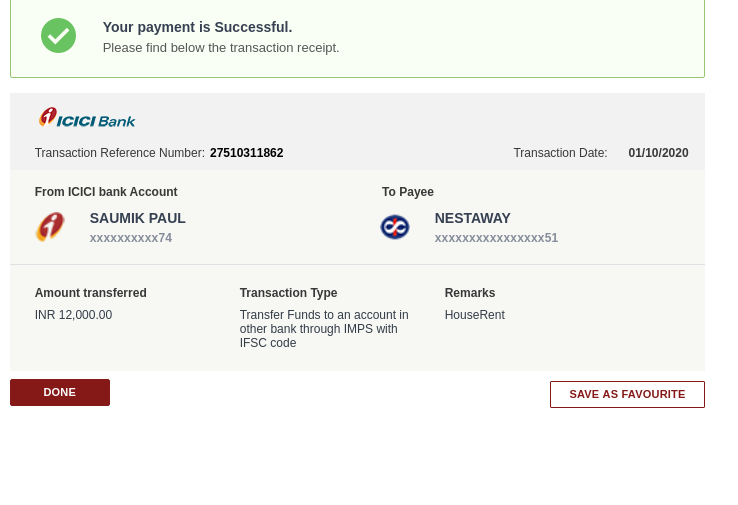 Your payment is Successful.
Please find below the transaction receipt.
ICICI Bank
Transaction Reference Number: 27510311862
Transaction Date: 01/10/2020
From ICICI bank Account
To Payee
SAUMIK PAUL
xxxxxxxxxx74
NESTAWAY
xxxxxxxxxxxxxxxx51
Amount transferred
INR 12,000.00
Transaction Type
Transfer Funds to an account in
other bank through IMPS with
IFSC code
Remarks
HouseRent
DONE
SAVE AS FAVOURITE